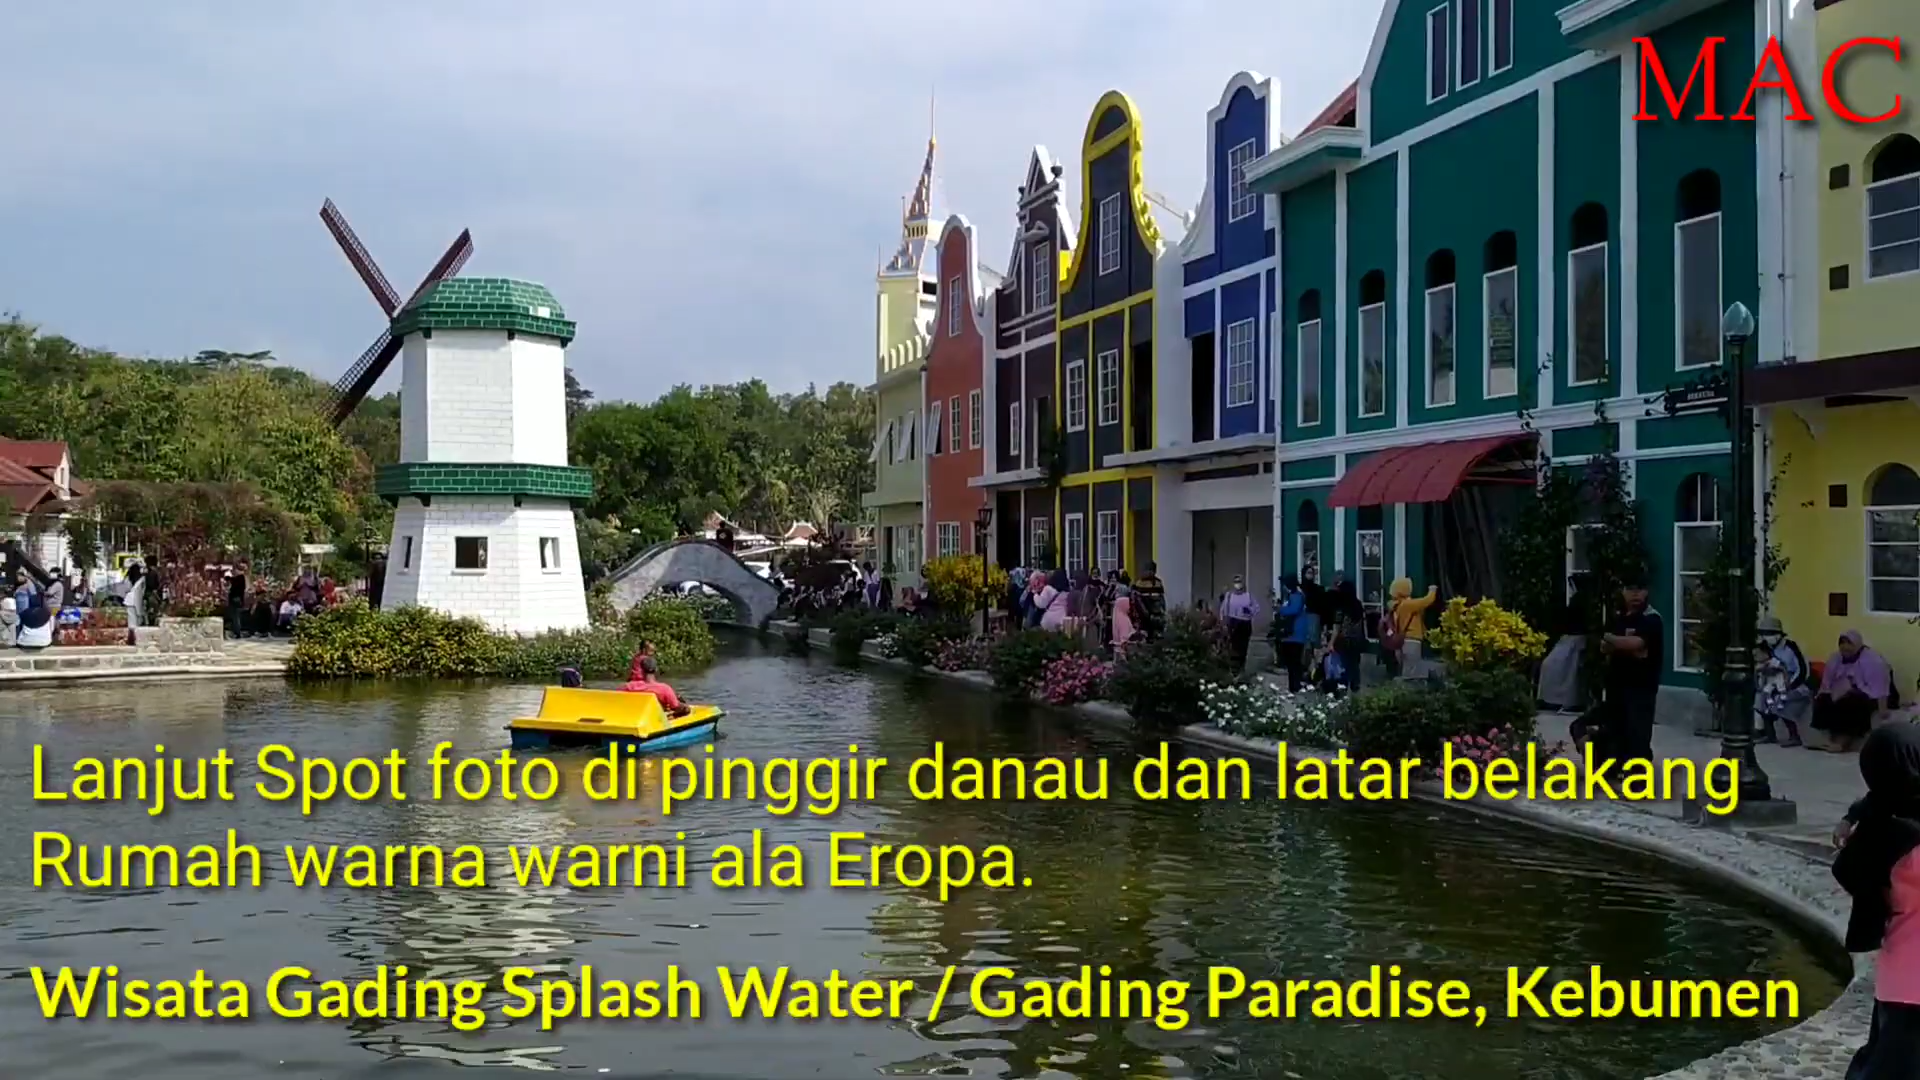 MAC
Lanjut Spot foto di pinggir danau dan latar belakang
Rumah warna warni ala Eropa.
Wisata Gading Splash Water / Gading Paradise, Kebumen